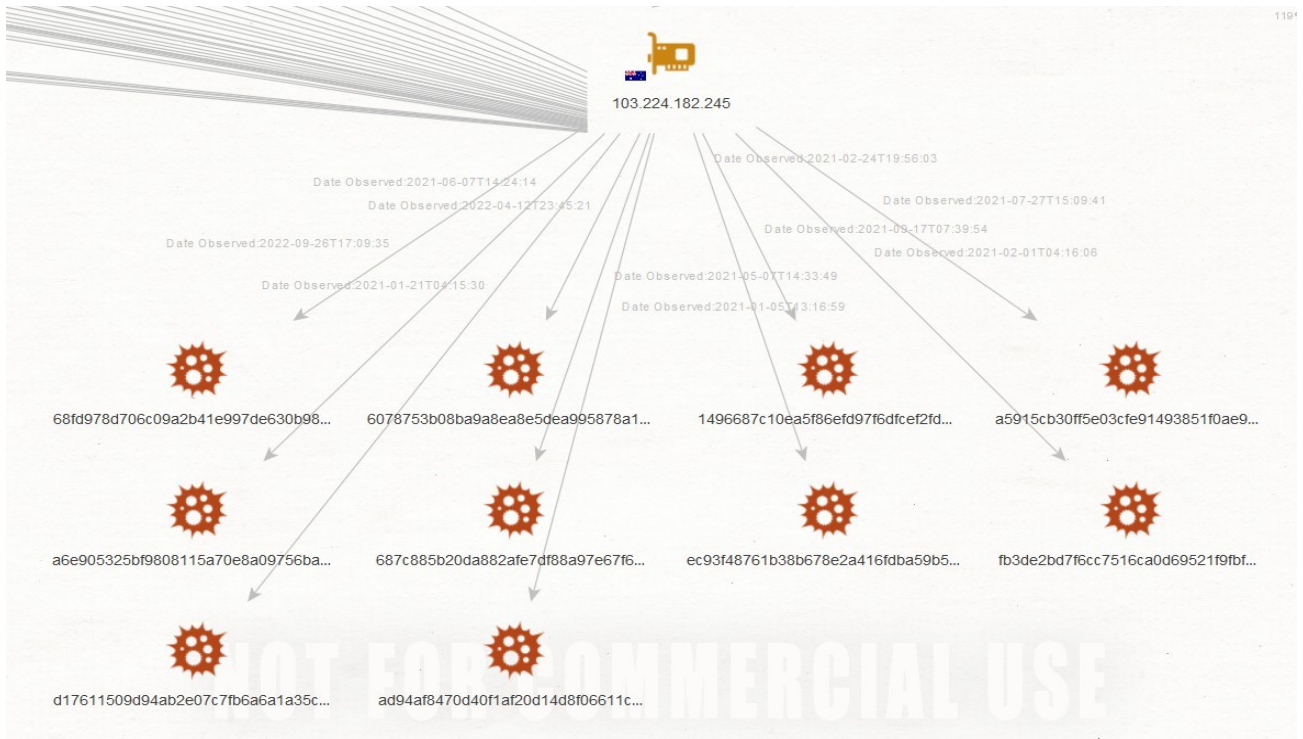 119%
103.224.182.245
Date Observed:2021-02-24T19:56:03
Date Observed:2021-06-07T14:24:14
Date Observed:2022-04-12T23:45:21
Date Observed:2021-07-27T15:09:41
Date Observed:2021-09-17T07:39:54
Date Observed:2022-09-26T17:09:35
Date Observed:2021-02-01T04:16:06
Date Observed:2021-05-07T14:33:49
Date Observed:2021-01-21T04:15:30
Date Observed:2021-01-05T13:16:59
68fd978d706c09a2b41e997de630b98...
6078753b08ba9a8ea8e5dea995878a1...
1496687c10ea5f86efd97f6dfcef2fd...
a5915cb30ff5e03cfe91493851f0ae9...
a6e905325bf9808115a70e8a09756ba...
687c885b20da882afe7df88a97e67f6...
ec93f48761b38b678e2a416fdba59b5...
fb3de2bd7f6cc7516ca0d69521f9fbf...
NOT FOR COMMERCIAL USE
d17611509d94ab2e07c7fb6a6a1a35c...
ad94af8470d40f1af20d14d8f06611c...